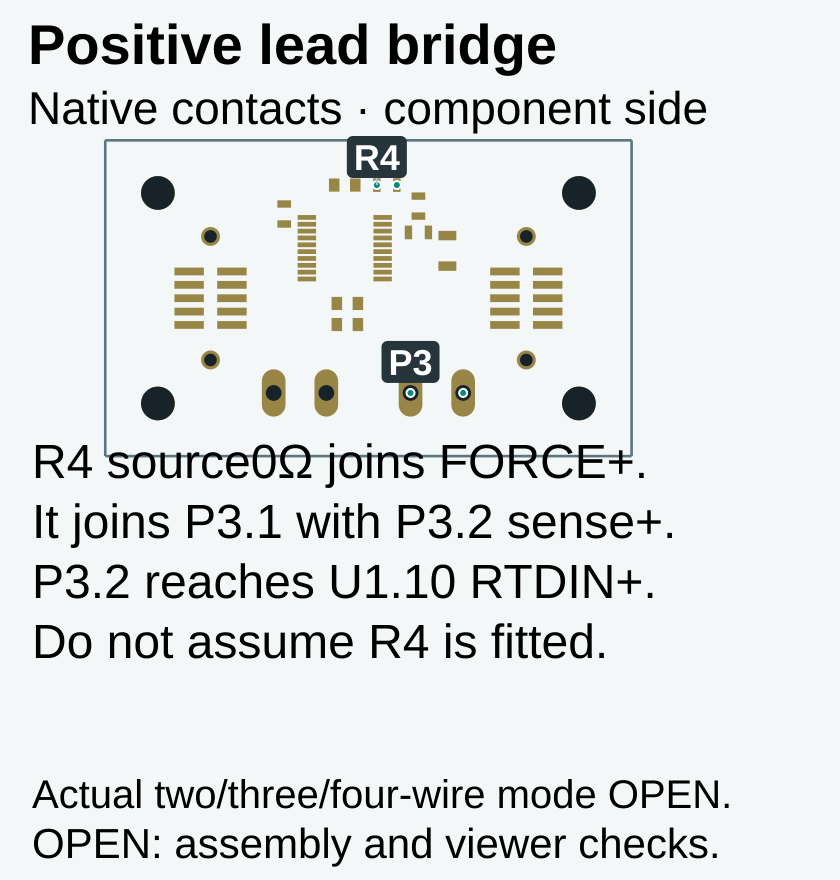 Positive lead bridge
Native contacts · component side
R4
P3
R4 source0Ω joins FORCE+.
It joins P3.1 with P3.2 sense+.
P3.2 reaches U1.10 RTDIN+.
Do not assume R4 is fitted.
Actual two/three/four-wire mode OPEN.
OPEN: assembly and viewer checks.